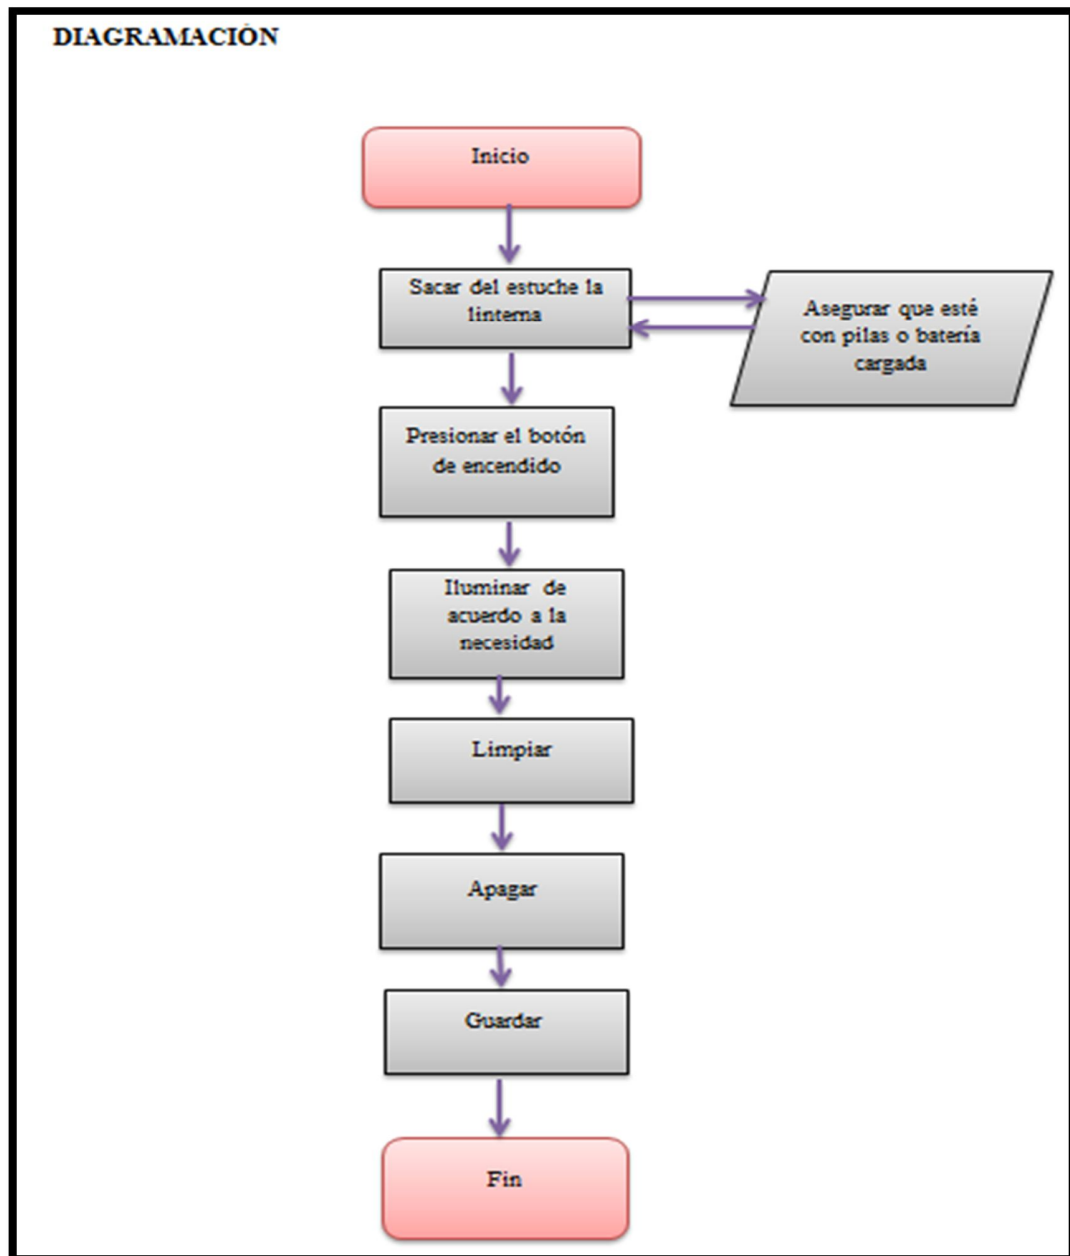 DIAGRAMACIÓN
Inicio
Sacar del estuche la
linterna
Asegurar que esté
con pilas o batería
cargada
Presionar el botón
de encendido
Iluminar de
acuerdo a la
necesidad
Limpiar
Apagar
Guardar
Fin